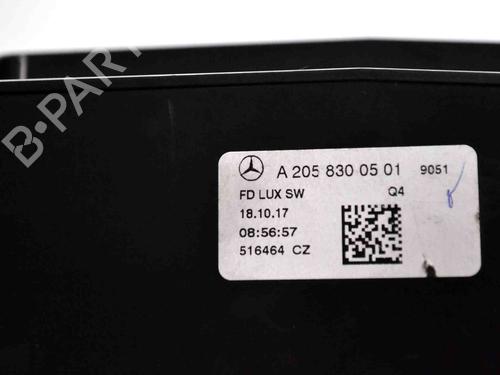 B-PARTS
A 205 830 05 01 9051
FD LUX SW Q4
18.10.17
08:56:57
516464 CZ